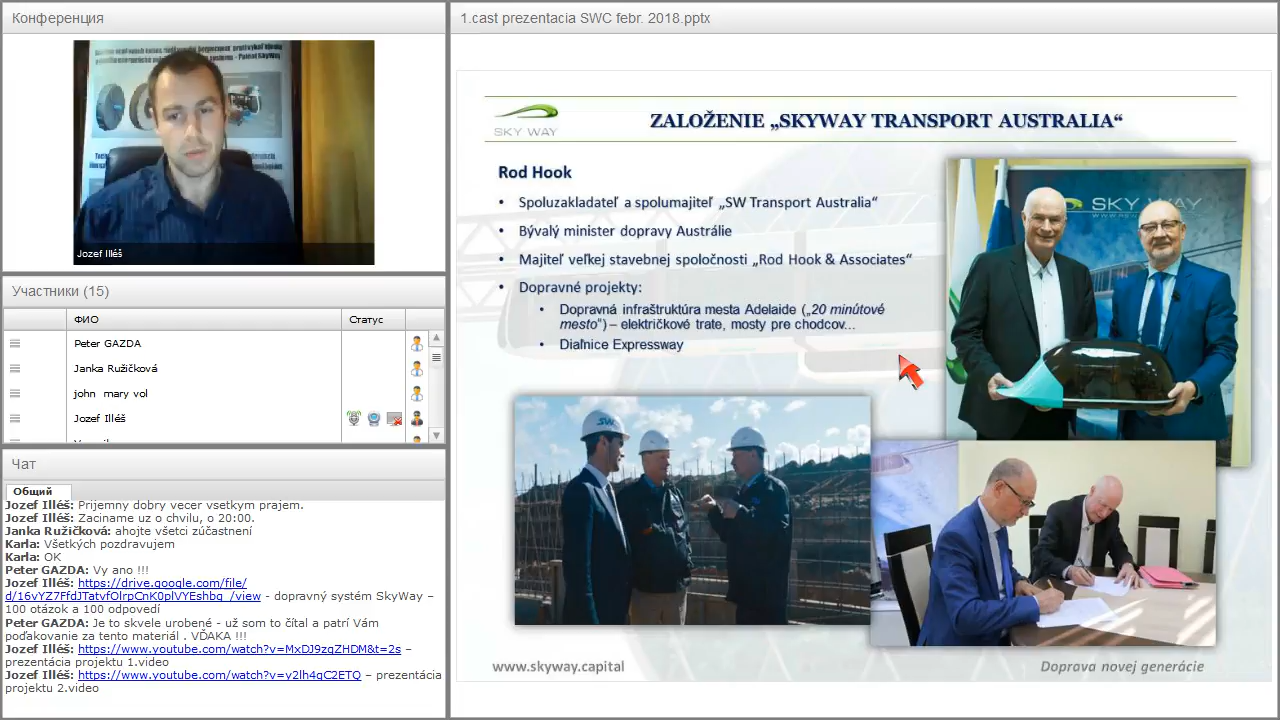 Конференция
Jozef Illéš
Участники (15)
ФИО
Статус
Peter GAZDA
Janka Ružičková
john mary vol
Jozef Illéš
Чат
Общий
Jozef Illéš: Prijemny dobry vecer vsetkym prajem.
Jozef Illéš: Zaciname uz o chvilu, o 20:00.
Janka Ružičková: ahojte všetci zúčastnení
Karla: Všetkých pozdravujem
Karla: OK
Peter GAZDA: Vy ano !!!
Jozef Illéš: https://drive.google.com/file/
- dopravný systém SkyWay –
100 otázok a 100 Odpovedí
Peter GAZDA: Je to skvele urobené - už som to čítal a patrí Vám
poďakovanie za tento materiál . VĎAKA !!!
Jozef Illéš: https://www.youtube.com/watch?v=MxDJ9zqZHDM&t=2s –
prezentácia projektu 1.video
Jozef Illéš: https://www.youtube.com/watch?v=y2lh4qC2ETQ – prezentácia
projektu 2.video
1.cast prezentacia SWC febr. 2018.pptx
SKY WAY
ZALOŽENIE „SKYWAY TRANSPORT AUSTRALIA“
Rod Hook
• Spoluzakladateľ a spolumajiteľ „SW Transport Australia“
• Bývalý minister dopravy Austrálie
• Majiteľ veľkej stavebnej spoločnosti „Rod Hook & Associates“
• Dopravné projekty:
• Dopravná infraštruktúra mesta Adelaide („20 minútové
mesto“) – električkové trate, mosty pre chodcov...
• Diaľnice Expressway
SKY WAY
SW
www.skyway.capital
Doprava novej generácie